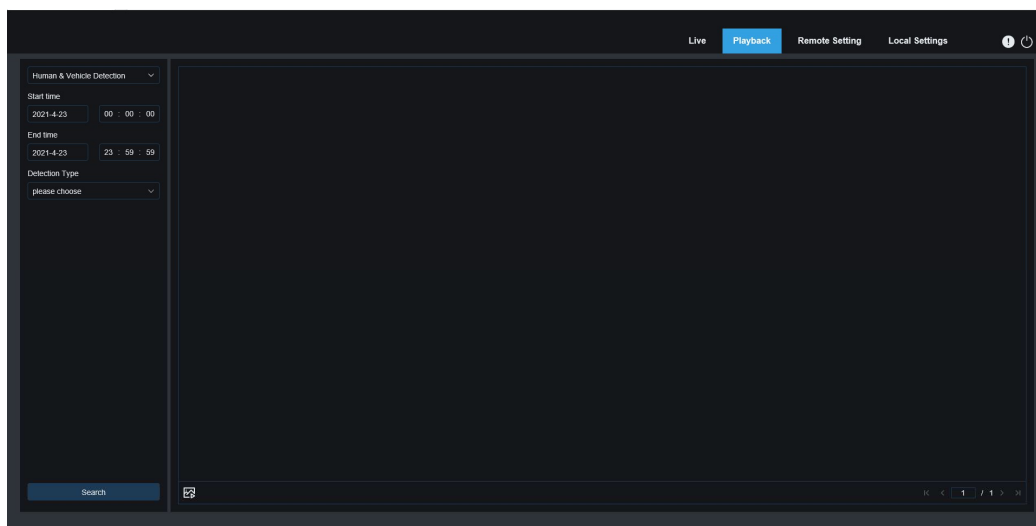 Live Playback Remote Setting Local Settings
Human & Vehicle Detection
Start time
2021-4-23 00 : 00 : 00
End time
2021-4-23 23 : 59 : 59
Detection Type
please choose
Search
1 / 1